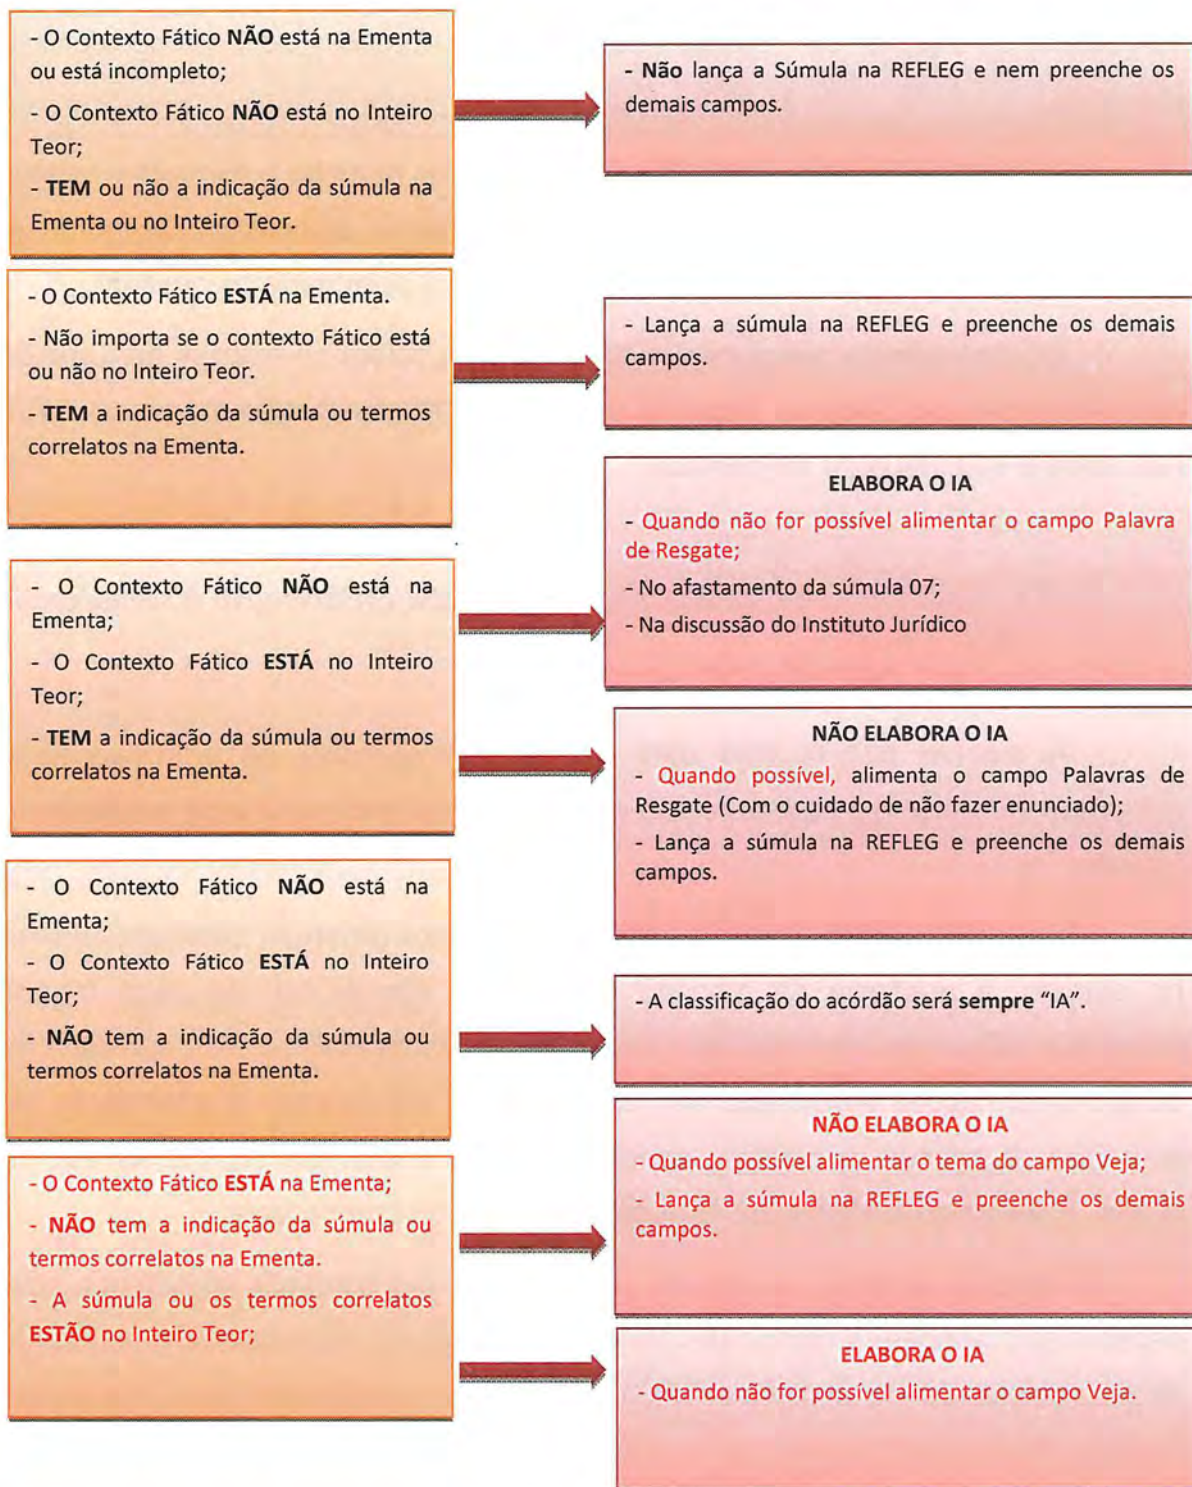 - O Contexto Fático NÃO está na Ementa
ou está incompleto;
- O Contexto Fático NÃO está no Inteiro
Teor;
- TEM ou não a indicação da súmula na
Ementa ou no Inteiro Teor.
- Não lança a Súmula na REFLEG e nem preenche os
demais campos.
- O Contexto Fático ESTÁ na Ementa.
- Não importa se o contexto Fático está
ou não no Inteiro Teor.
- TEM a indicação da súmula ou termos
correlatos na Ementa.
- Lança a súmula na REFLEG e preenche os demais
campos.
- O Contexto Fático NÃO está na
Ementa;
- O Contexto Fático ESTÁ no Inteiro
Teor;
- TEM a indicação da súmula ou termos
correlatos na Ementa.
ELABORA O IA
- Quando não for possível alimentar o campo Palavra
de Resgate;
- No afastamento da súmula 07;
- Na discussão do Instituto Jurídico
NÃO ELABORA O IA
- Quando possível, alimenta o campo Palavras de
Resgate (Com o cuidado de não fazer enunciado);
- Lança a súmula na REFLEG e preenche os demais
campos.
- O Contexto Fático NÃO está na
Ementa;
- O Contexto Fático ESTÁ no Inteiro
Teor;
- NÃO tem a indicação da súmula ou
termos correlatos na Ementa.
- A classificação do acórdão será sempre “IA”.
- O Contexto Fático ESTÁ na Ementa;
- NÃO tem a indicação da súmula ou
termos correlatos na Ementa.
- A súmula ou os termos correlatos
ESTÃO no Inteiro Teor;
NÃO ELABORA O IA
- Quando possível alimentar o tema do campo Veja;
- Lança a súmula na REFLEG e preenche os demais
campos.
ELABORA O IA
- Quando não for possível alimentar o campo Veja.